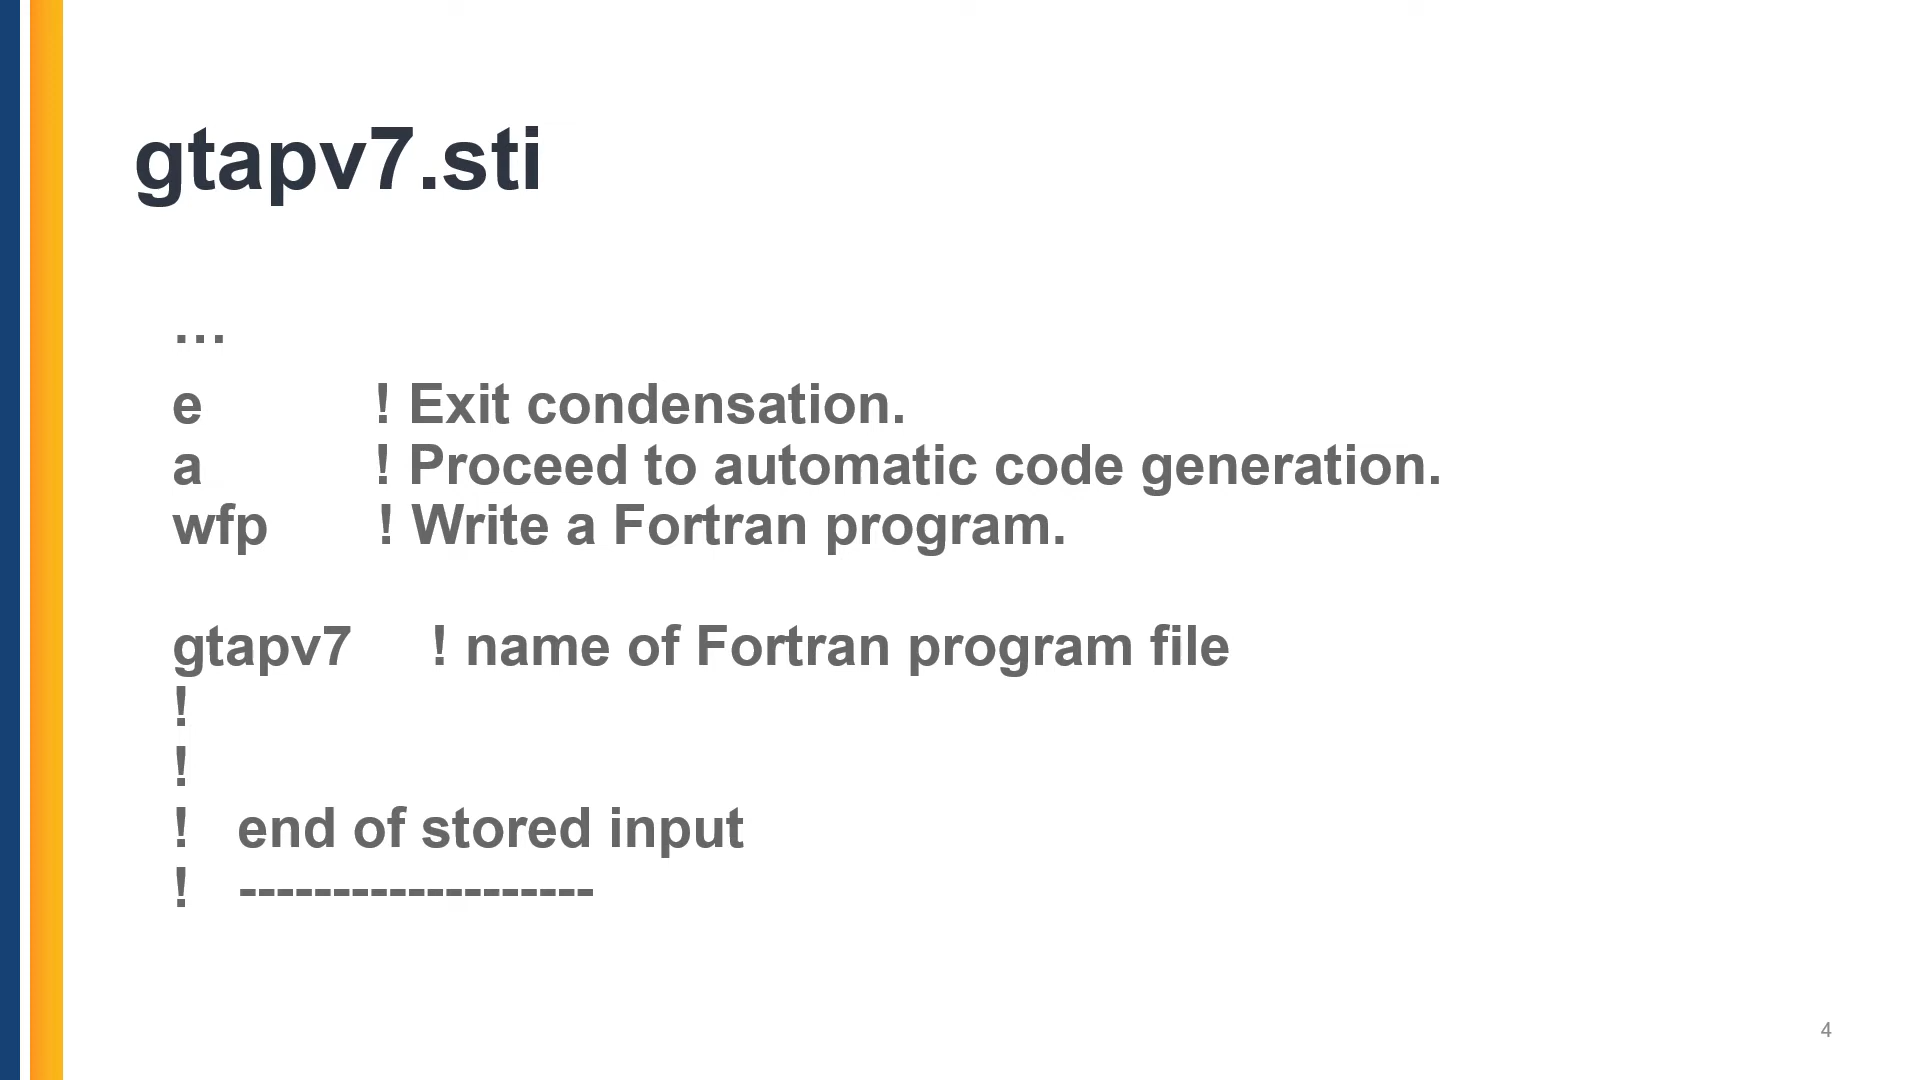 gtapv7.sti
…
e ! Exit condensation.
a ! Proceed to automatic code generation.
wfp ! Write a Fortran program.
gtapv7 ! name of Fortran program file
!
!
! end of stored input
! -------------------
4